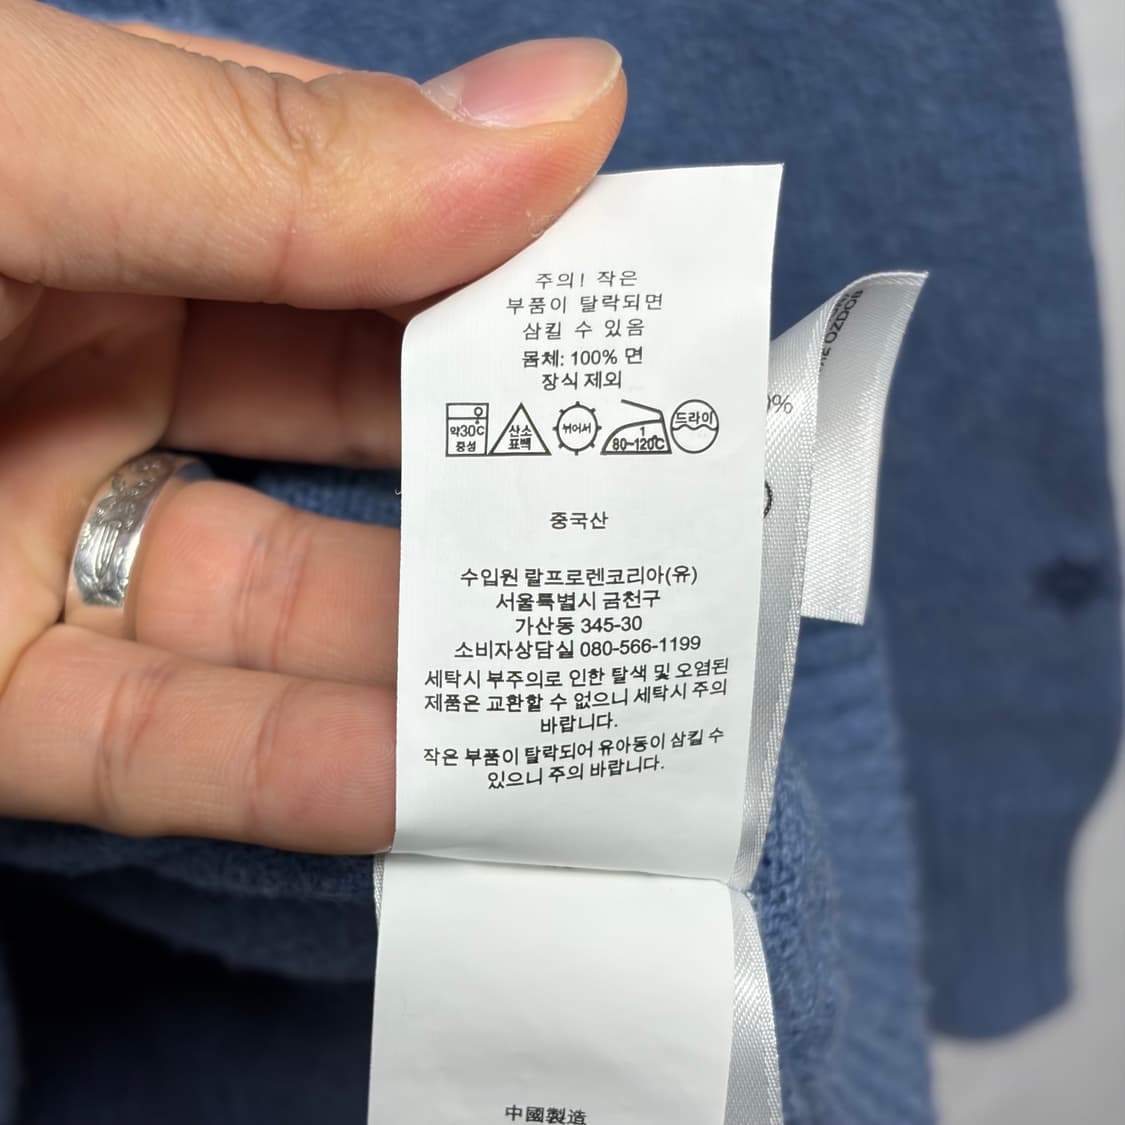 주의! 작은
부품이 탈락되면
삼킬 수 있음
몸체: 100% 면
장식 제외
약30C
중성
산소
표백
뉘어서
1
80~120℃
드라이
중국산
수입원 랄프로렌코리아(유)
서울특별시 금천구
가산동 345-30
소비자상담실 080-566-1199
세탁시 부주의로 인한 탈색 및 오염된
제품은 교환할 수 없으니 세탁시 주의
바랍니다.
작은 부품이 탈락되어 유아동이 삼킬 수
있으니 주의 바랍니다.
中國製造